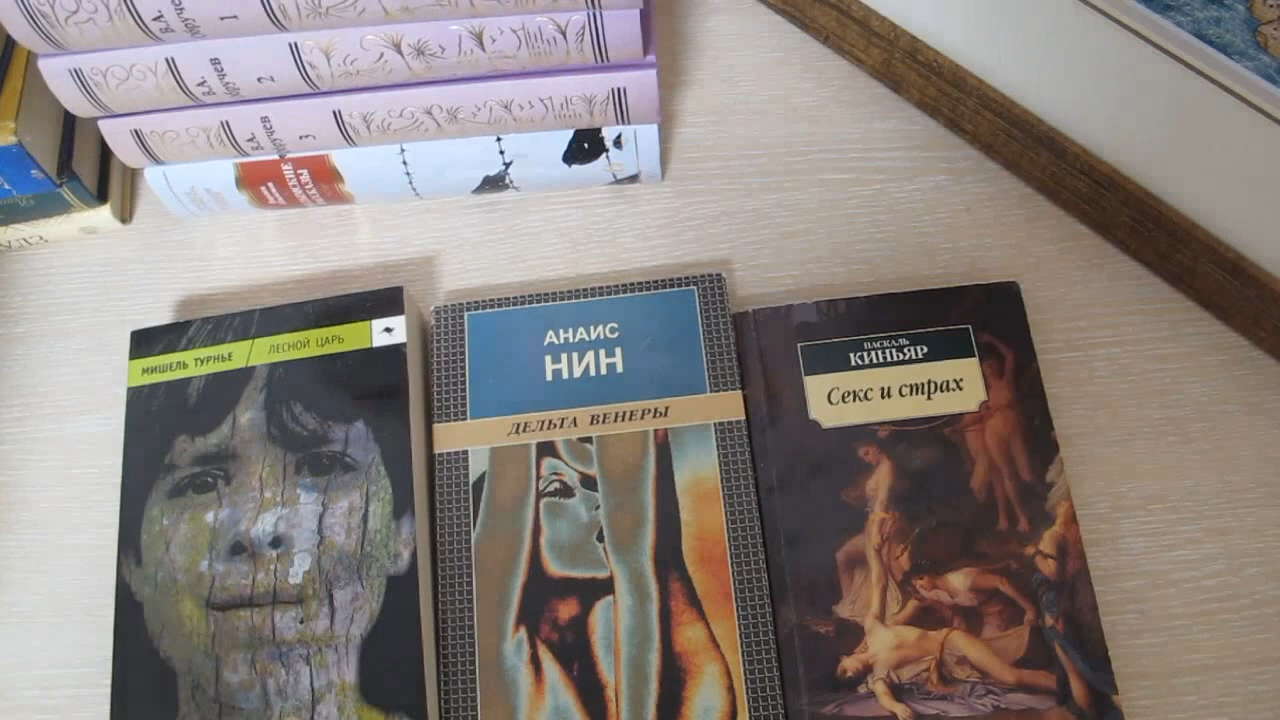 В.А.
1
В.А.
2
В.А.
3
МИШЕЛЬ ТУРНЬЕ / ЛЕСНОЙ ЦАРЬ
АНАИС
НИН
ДЕЛЬТА ВЕНЕРЫ
ПАСКАЛЬ
КИНЬЯР
Секс и страх